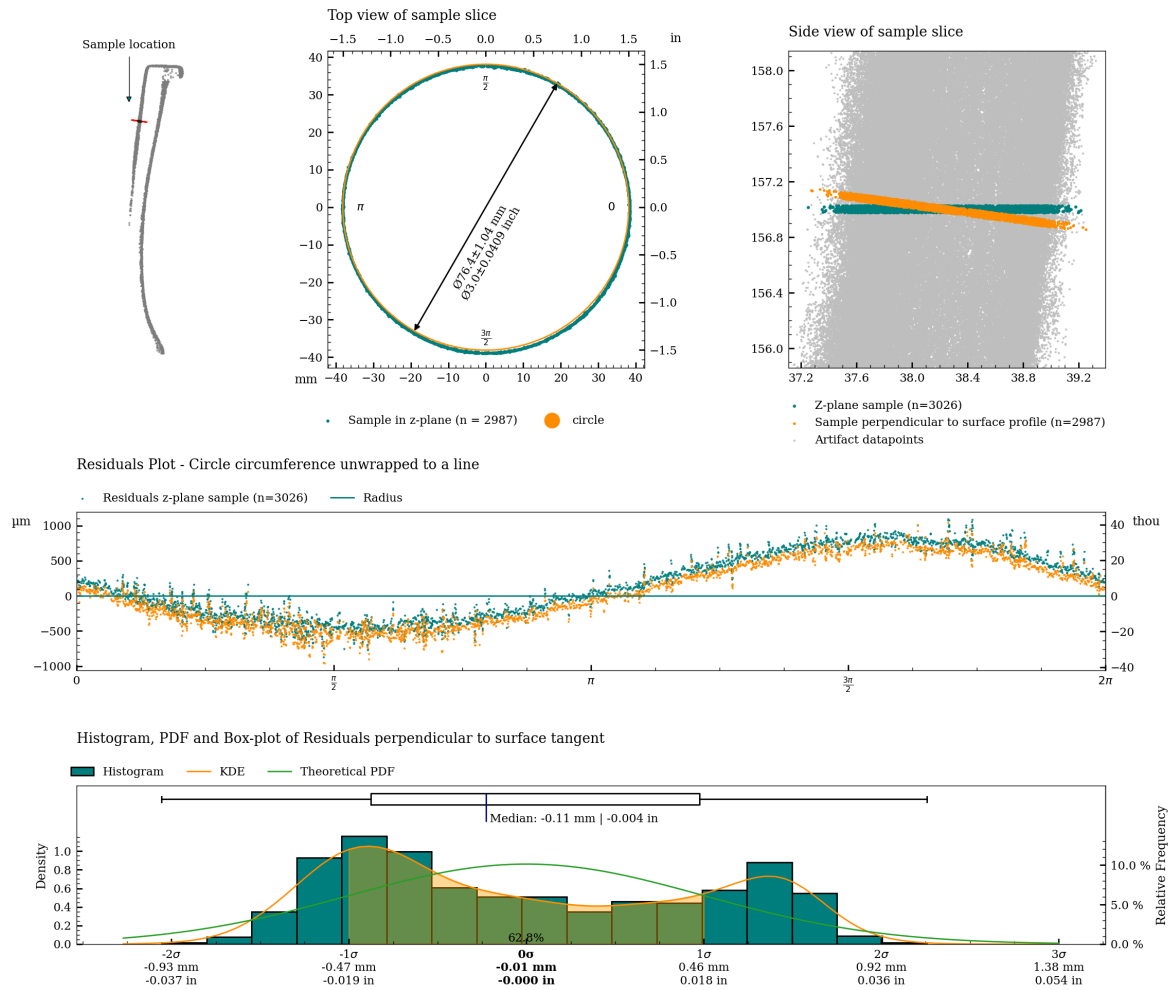 Sample location
Top view of sample slice
−1.5 −1.0 −0.5 0.0 0.5 1.0 1.5 in
40
30
20
10
0
−10
−20
−30
−40
1.5
1.0
0.5
0.0
−0.5
−1.0
−1.5
π/2
π
0
3π/2
Ø76.4±1.04 mm
Ø3.0±0.0409 inch
mm −40 −30 −20 −10 0 10 20 30 40
Sample in z-plane (n = 2987) circle
Side view of sample slice
158.0
157.6
157.2
156.8
156.4
156.0
37.2 37.6 38.0 38.4 38.8 39.2
Z-plane sample (n=3026)
Sample perpendicular to surface profile (n=2987)
Artifact datapoints
Residuals Plot - Circle circumference unwrapped to a line
Residuals z-plane sample (n=3026) Radius
µm
1000
500
0
−500
−1000
thou
40
20
0
−20
−40
0 π/2 π 3π/2 2π
Histogram, PDF and Box-plot of Residuals perpendicular to surface tangent
Histogram KDE Theoretical PDF
Median: -0.11 mm | -0.004 in
Density
1.0
0.8
0.6
0.4
0.2
0.0
Relative Frequency
10.0 %
5.0 %
0.0 %
62.8%
-2σ -1σ 0σ 1σ 2σ 3σ
-0.93 mm -0.47 mm -0.01 mm 0.46 mm 0.92 mm 1.38 mm
-0.037 in -0.019 in -0.000 in 0.018 in 0.036 in 0.054 in